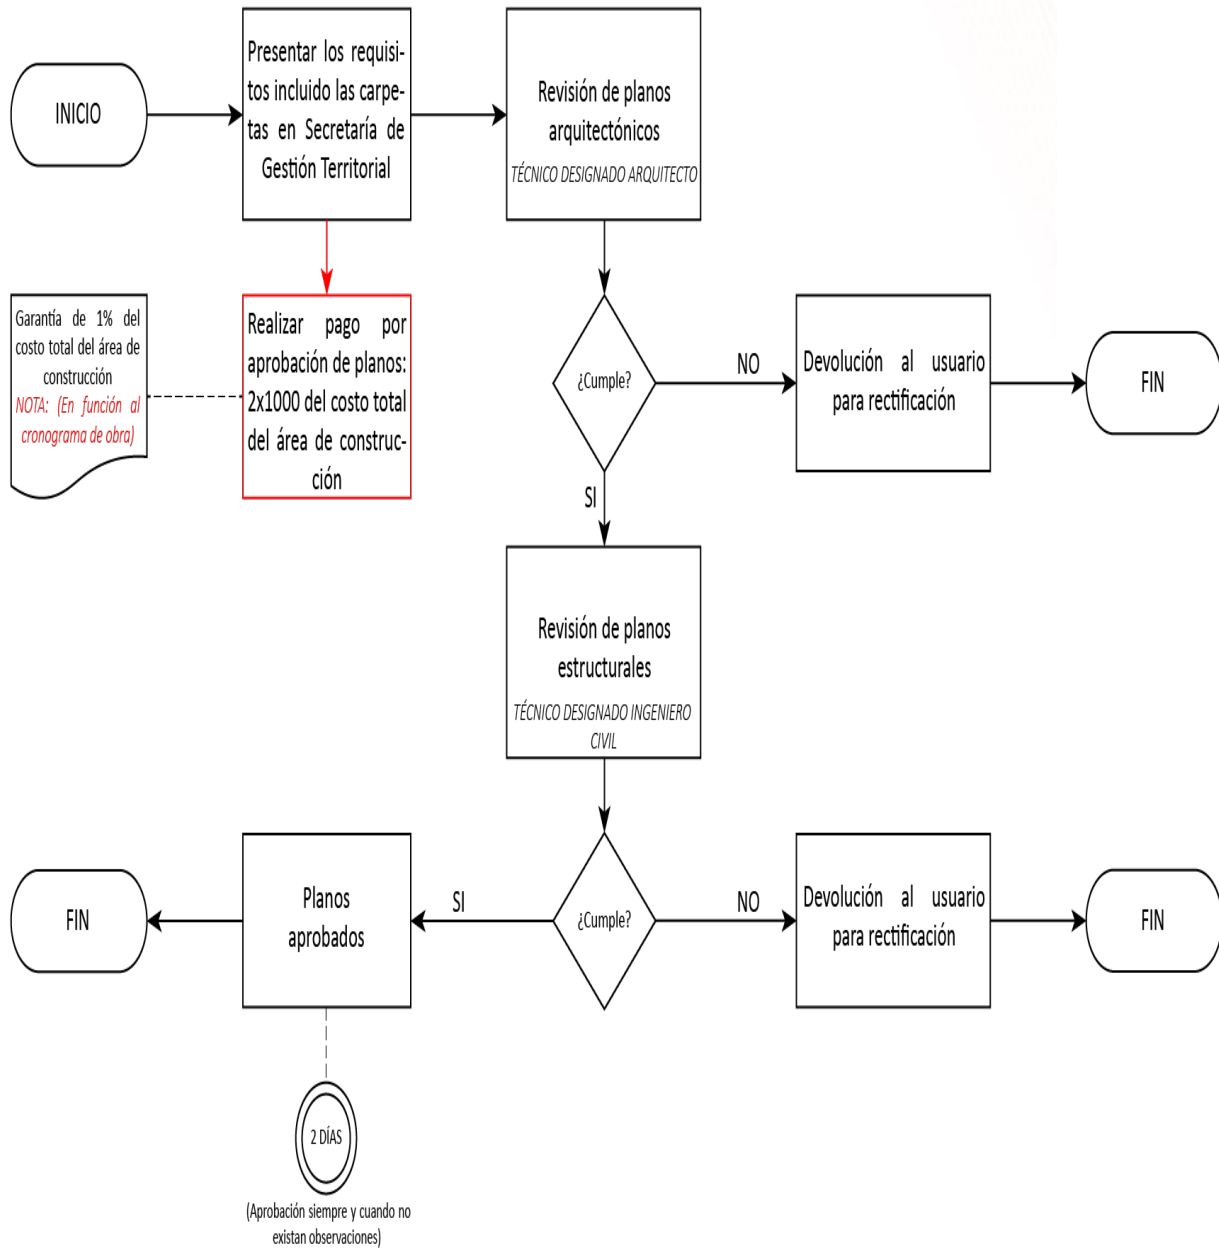 INICIO
Presentar los requisi-
tos incluido las carpe-
tas en Secretaría de
Gestión Territorial
Revisión de planos
arquitectónicos
TÉCNICO DESIGNADO ARQUITECTO
Garantía de 1% del
costo total del área de
construcción
NOTA: (En función al
cronograma de obra)
Realizar pago por
aprobación de planos:
2x1000 del costo total
del área de construc-
ción
¿Cumple?
NO
Devolución al usuario
para rectificación
FIN
SI
Revisión de planos
estructurales
TÉCNICO DESIGNADO INGENIERO
CIVIL
FIN
Planos
aprobados
SI
¿Cumple?
NO
Devolución al usuario
para rectificación
FIN
2 DÍAS
(Aprobación siempre y cuando no
existan observaciones)